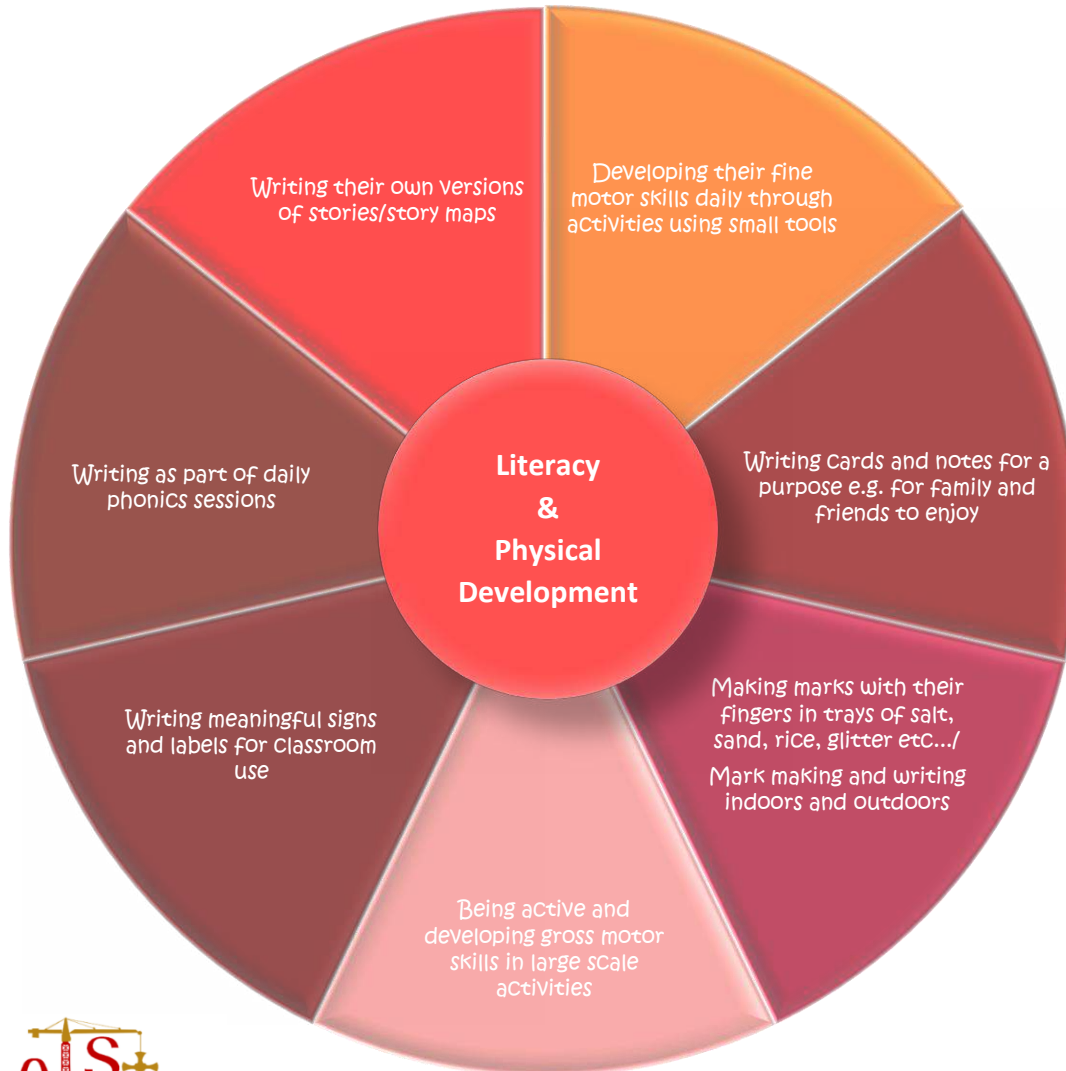 Writing their own versions
of stories/story maps
Developing their fine
motor skills daily through
activities using small tools
Writing cards and notes for a
purpose e.g. for family and
friends to enjoy
Making marks with their
fingers in trays of salt,
sand, rice, glitter etc.../
Mark making and writing
indoors and outdoors
Being active and
developing gross motor
skills in large scale
activities
Writing meaningful signs
and labels for classroom
use
Writing as part of daily
phonics sessions
Literacy
&
Physical
Development